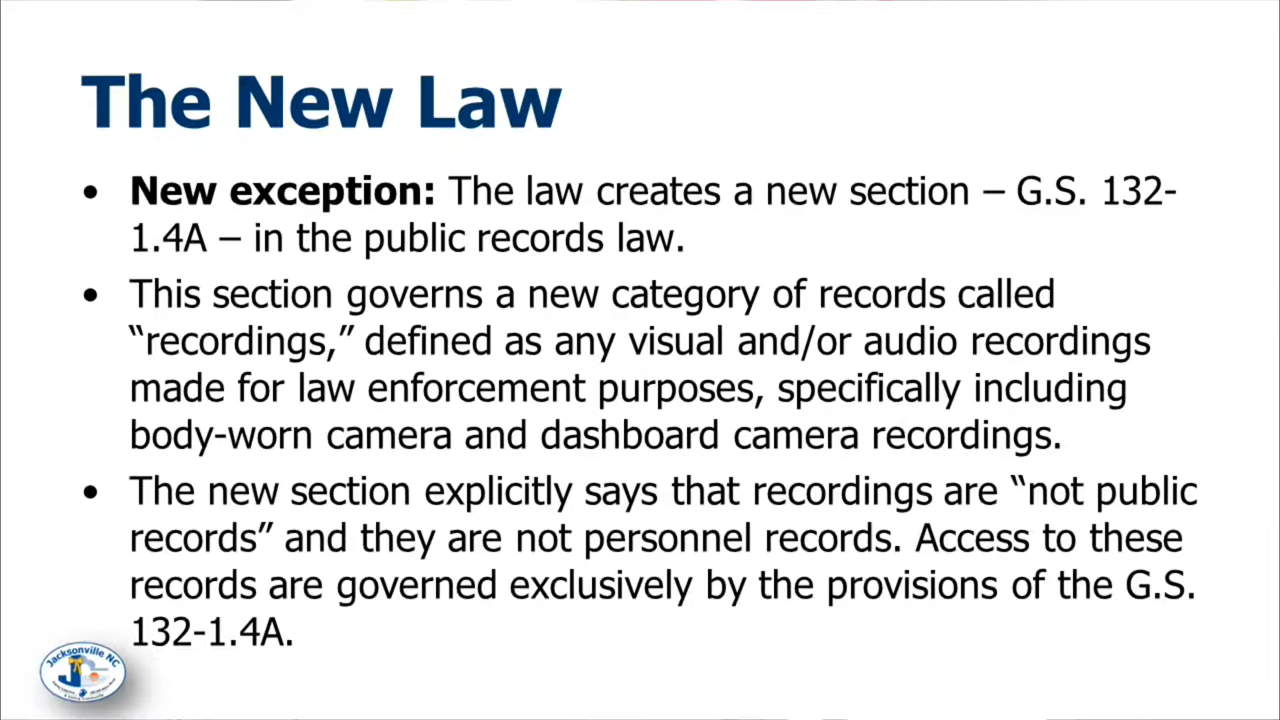 The New Law
• New exception: The law creates a new section – G.S. 132-
1.4A – in the public records law.
• This section governs a new category of records called
“recordings,” defined as any visual and/or audio recordings
made for law enforcement purposes, specifically including
body-worn camera and dashboard camera recordings.
• The new section explicitly says that recordings are “not public
records” and they are not personnel records. Access to these
records are governed exclusively by the provisions of the G.S.
132-1.4A.
Jacksonville NC